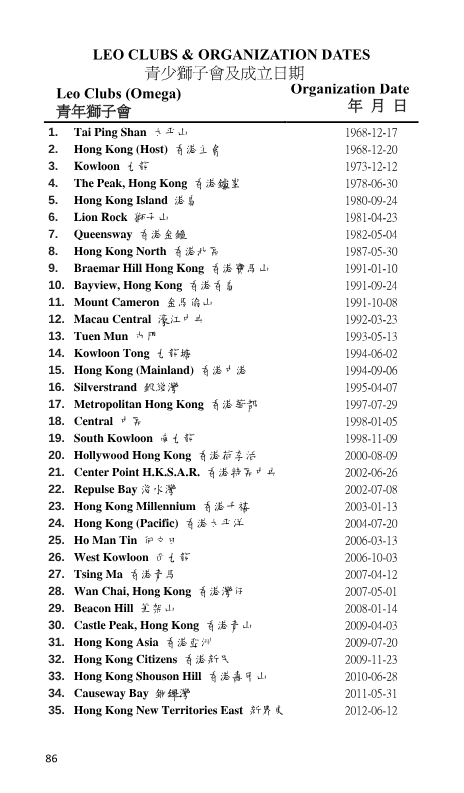 LEO CLUBS & ORGANIZATION DATES
青少獅子會及成立日期
Leo Clubs (Omega) Organization Date
青年獅子會 年 月 日
1. Tai Ping Shan 太平山 1968-12-17
2. Hong Kong (Host) 香港主會 1968-12-20
3. Kowloon 九龍 1973-12-12
4. The Peak, Hong Kong 香港爐峯 1978-06-30
5. Hong Kong Island 港島 1980-09-24
6. Lion Rock 獅子山 1981-04-23
7. Queensway 香港金鐘 1982-05-04
8. Hong Kong North 香港北區 1987-05-30
9. Braemar Hill Hong Kong 香港寶馬山 1991-01-10
10. Bayview, Hong Kong 香港 1991-09-24
11. Mount Cameron 金馬倫山 1991-10-08
12. Macau Central 濠江中央 1992-03-23
13. Tuen Mun 屯門 1993-05-13
14. Kowloon Tong 九龍塘 1994-06-02
15. Hong Kong (Mainland) 香港中港 1994-09-06
16. Silverstrand 銀濤灣 1995-04-07
17. Metropolitan Hong Kong 香港華都 1997-07-29
18. Central 中區 1998-01-05
19. South Kowloon 南九龍 1998-11-09
20. Hollywood Hong Kong 香港荷李活 2000-08-09
21. Center Point H.K.S.A.R. 香港特區中央 2002-06-26
22. Repulse Bay 淺水灣 2002-07-08
23. Hong Kong Millennium 香港千禧 2003-01-13
24. Hong Kong (Pacific) 香港太平洋 2004-07-20
25. Ho Man Tin 何文田 2006-03-13
26. West Kowloon 西九龍 2006-10-03
27. Tsing Ma 香港青馬 2007-04-12
28. Wan Chai, Hong Kong 香港灣仔 2007-05-01
29. Beacon Hill 筆架山 2008-01-14
30. Castle Peak, Hong Kong 香港青山 2009-04-03
31. Hong Kong Asia 香港亞洲 2009-07-20
32. Hong Kong Citizens 香港新民 2009-11-23
33. Hong Kong Shouson Hill 香港壽臣山 2010-06-28
34. Causeway Bay 銅鑼灣 2011-05-31
35. Hong Kong New Territories East 新界東 2012-06-12
86